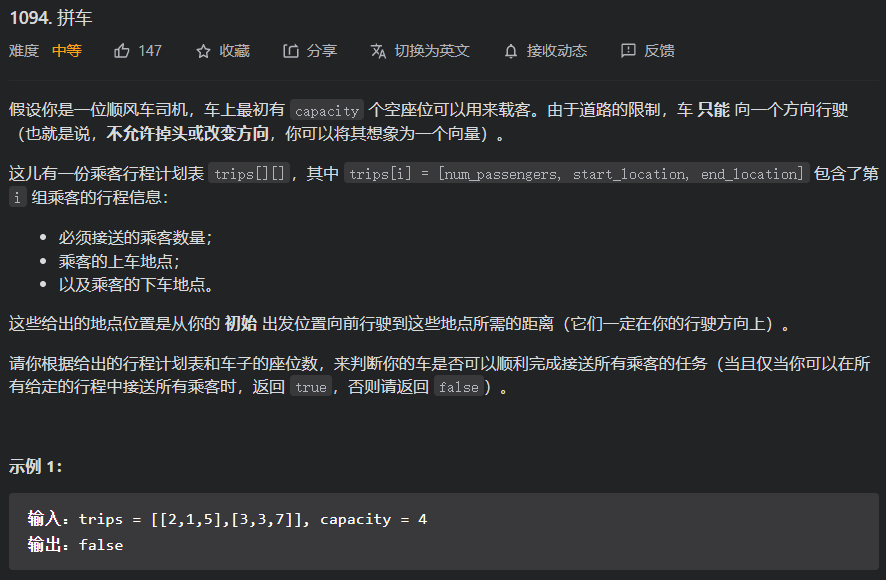 1094. 拼车
难度 中等 147 收藏 分享 切换为英文 接收动态 反馈
假设你是一位顺风车司机，车上最初有 capacity 个空座位可以用来载客。由于道路的限制，车 只能 向一个方向行驶
（也就是说，不允许掉头或改变方向，你可以将其想象为一个向量）。
这儿有一份乘客行程计划表 trips[][]，其中 trips[i] = [num_passengers, start_location, end_location] 包含了第
i 组乘客的行程信息：
• 必须接送的乘客数量；
• 乘客的上车地点；
• 以及乘客的下车地点。
这些给出的地点位置是从你的 初始 出发位置向前行驶到这些地点所需的距离（它们一定在你的行驶方向上）。
请你根据给出的行程计划表和车子的座位数，来判断你的车是否可以顺利完成接送所有乘客的任务（当且仅当你可以在所
有给定的行程中接送所有乘客时，返回 true，否则请返回 false）。
示例 1：
输入：trips = [[2,1,5],[3,3,7]], capacity = 4
输出：false